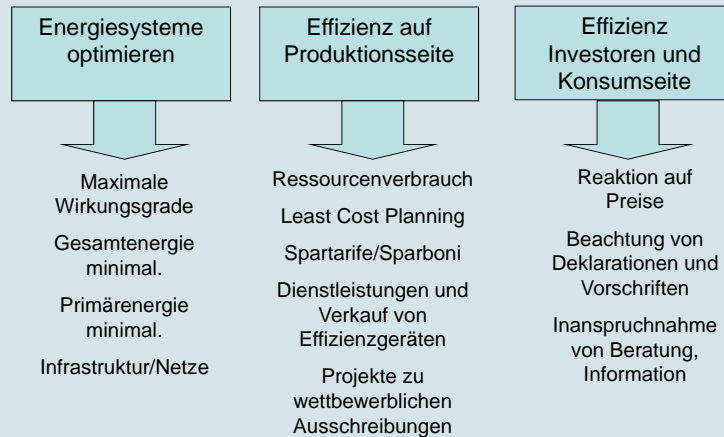 Energiesysteme
optimieren
Maximale
Wirkungsgrade
Gesamtenergie
minimal.
Primärenergie
minimal.
Infrastruktur/Netze
Effizienz auf
Produktionsseite
Ressourcenverbrauch
Least Cost Planning
Spartarife/Sparboni
Dienstleistungen und
Verkauf von
Effizienzgeräten
Projekte zu
wettbewerblichen
Ausschreibungen
Effizienz
Investoren und
Konsumseite
Reaktion auf
Preise
Beachtung von
Deklarationen und
Vorschriften
Inanspruchnahme
von Beratung,
Information